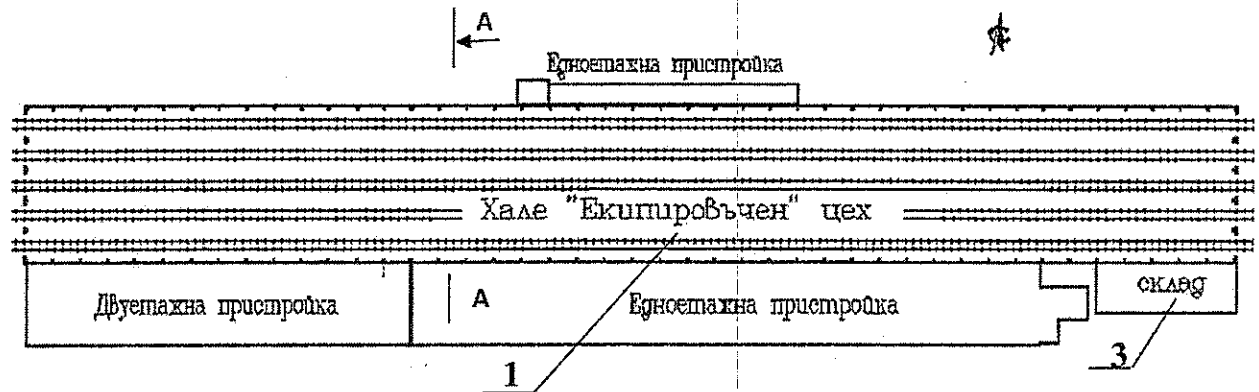 А
Едноетажна пристройка
Хале "Екипировъчен" цех
Двуетажна пристройка
А
Едноетажна пристройка
склад
1
3